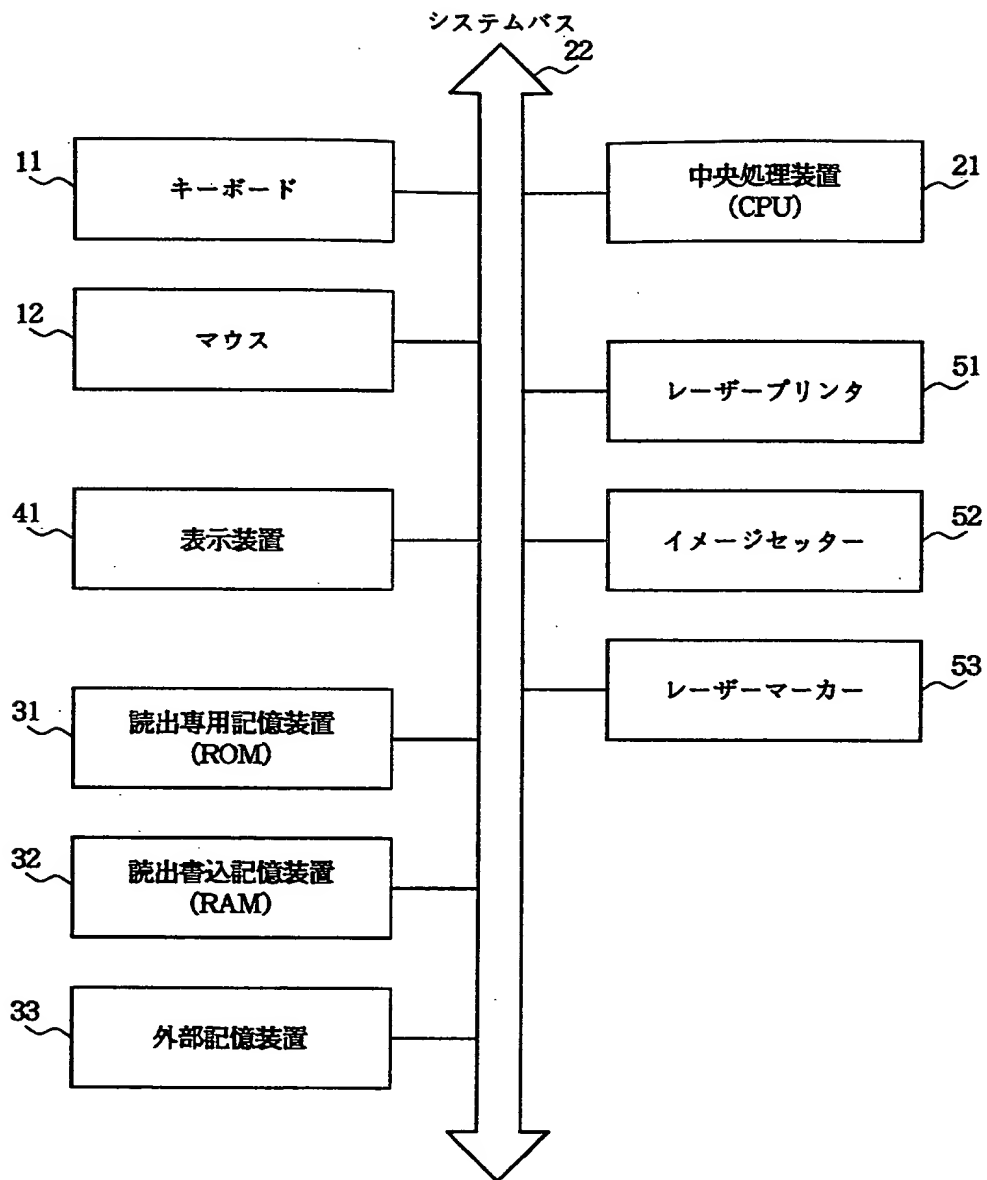 システムバス
22
11
キーボード
中央処理装置
(CPU)
21
12
マウス
レーザープリンタ
51
41
表示装置
イメージセッター
52
31
読出専用記憶装置
(ROM)
レーザーマーカー
53
32
読出書込記憶装置
(RAM)
33
外部記憶装置